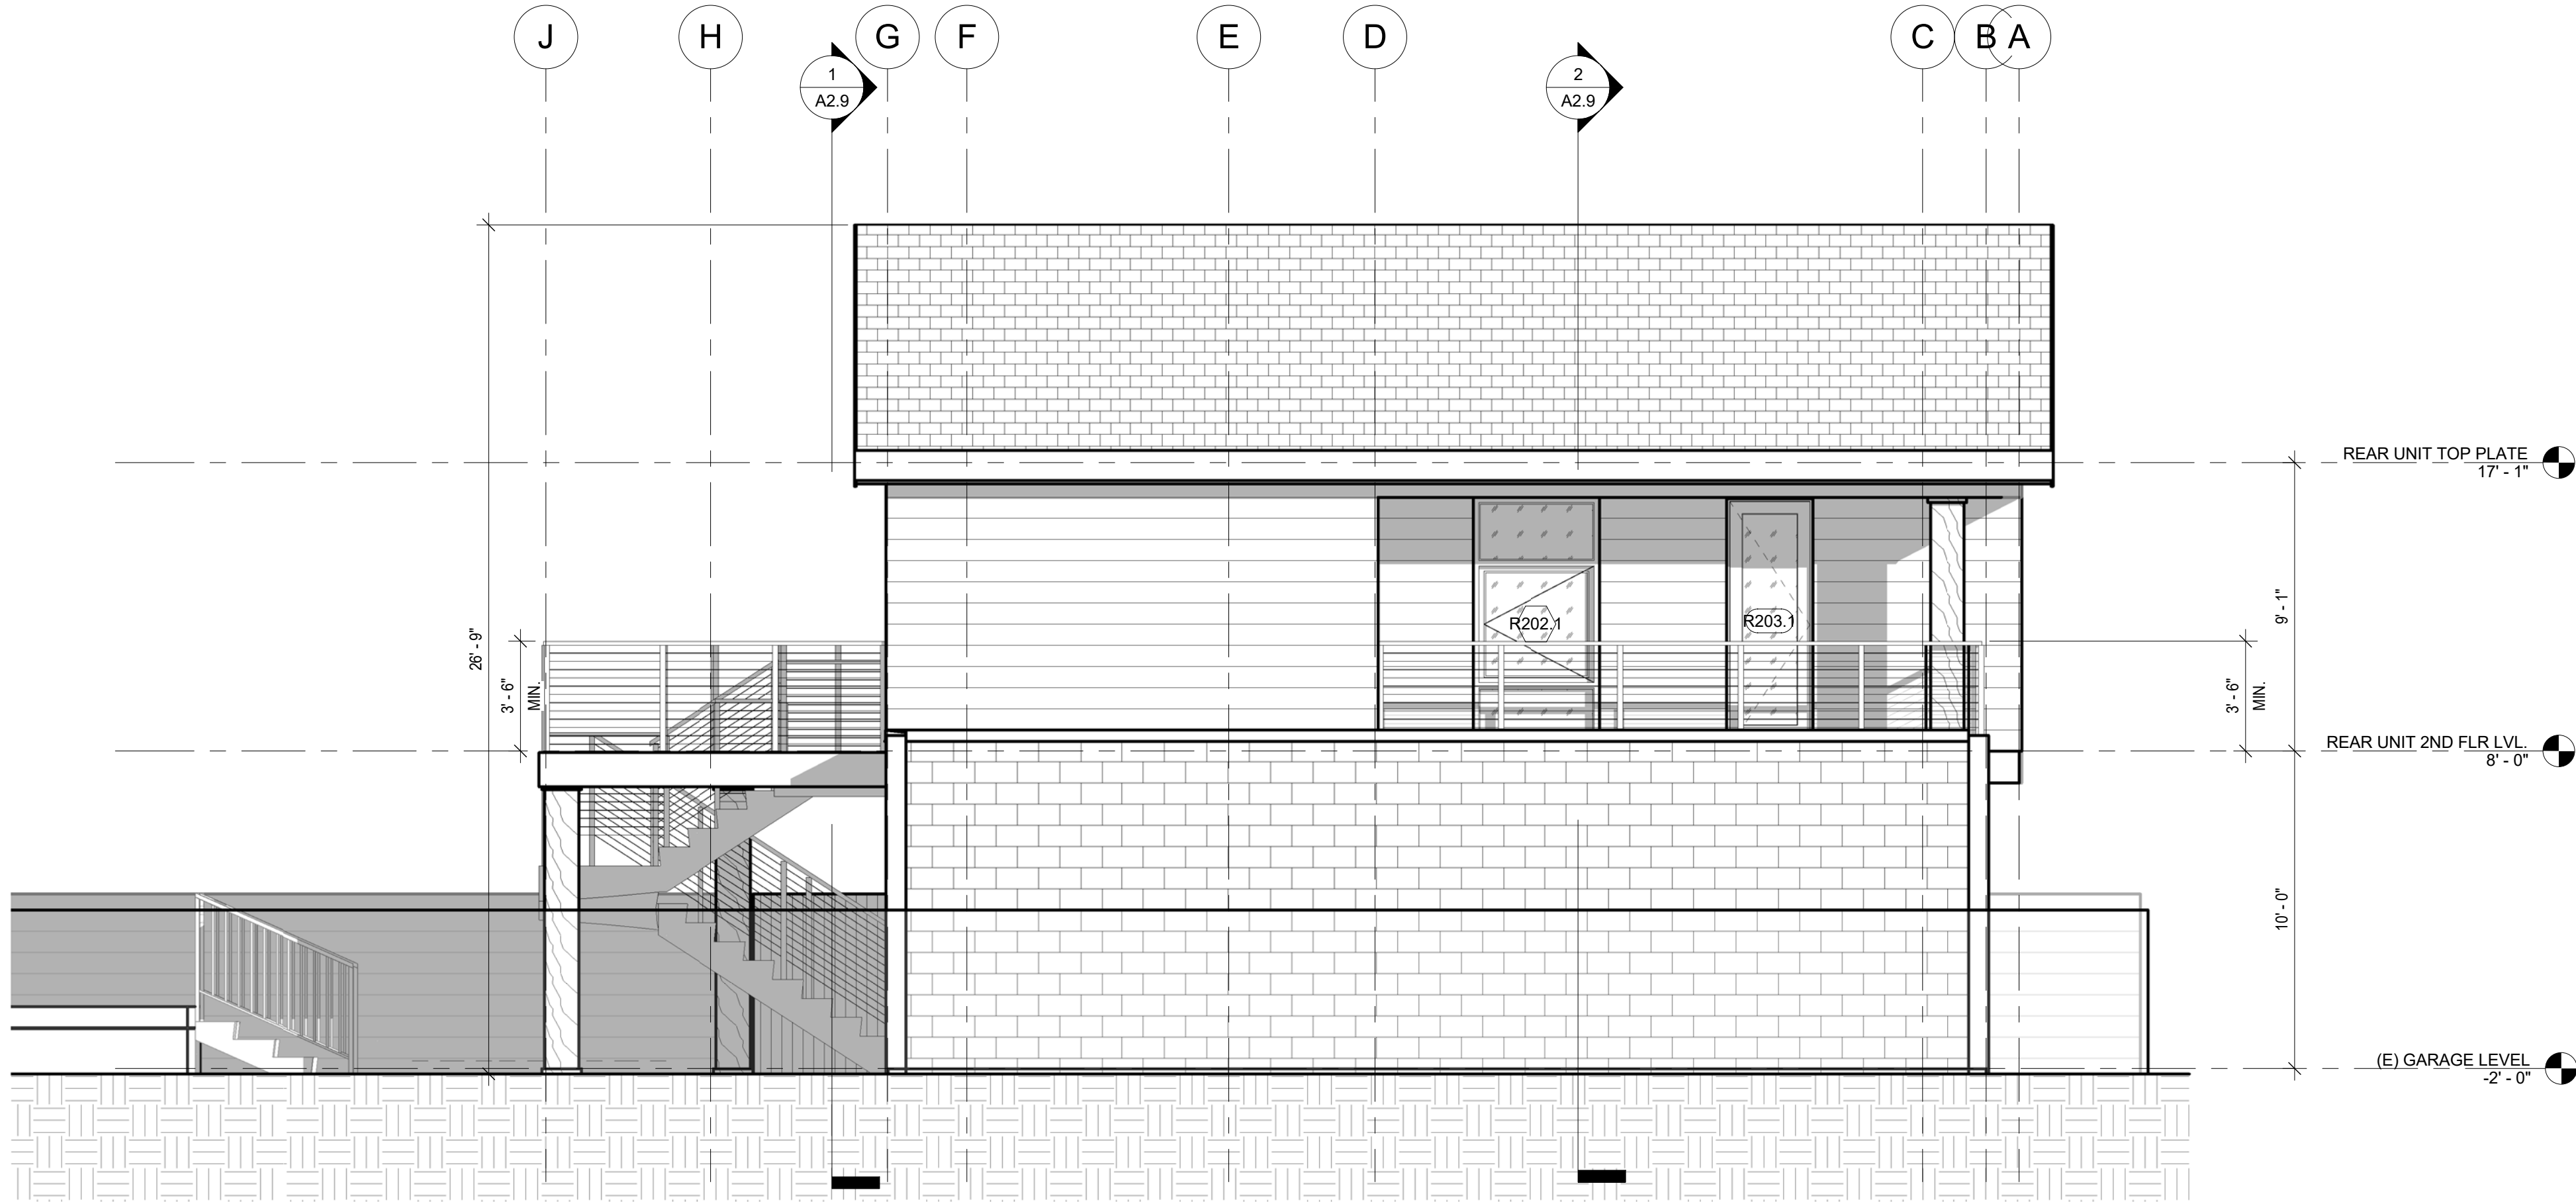 J
H
G
F
E
D
C
B
A
1
A2.9
2
A2.9
REAR UNIT TOP PLATE
17' - 1"
26' - 9"
3' - 6"
MIN.
R202.1
R203.1
9' - 1"
3' - 6"
MIN.
REAR UNIT 2ND FLR LVL.
8' - 0"
10' - 0"
(E) GARAGE LEVEL
-2' - 0"